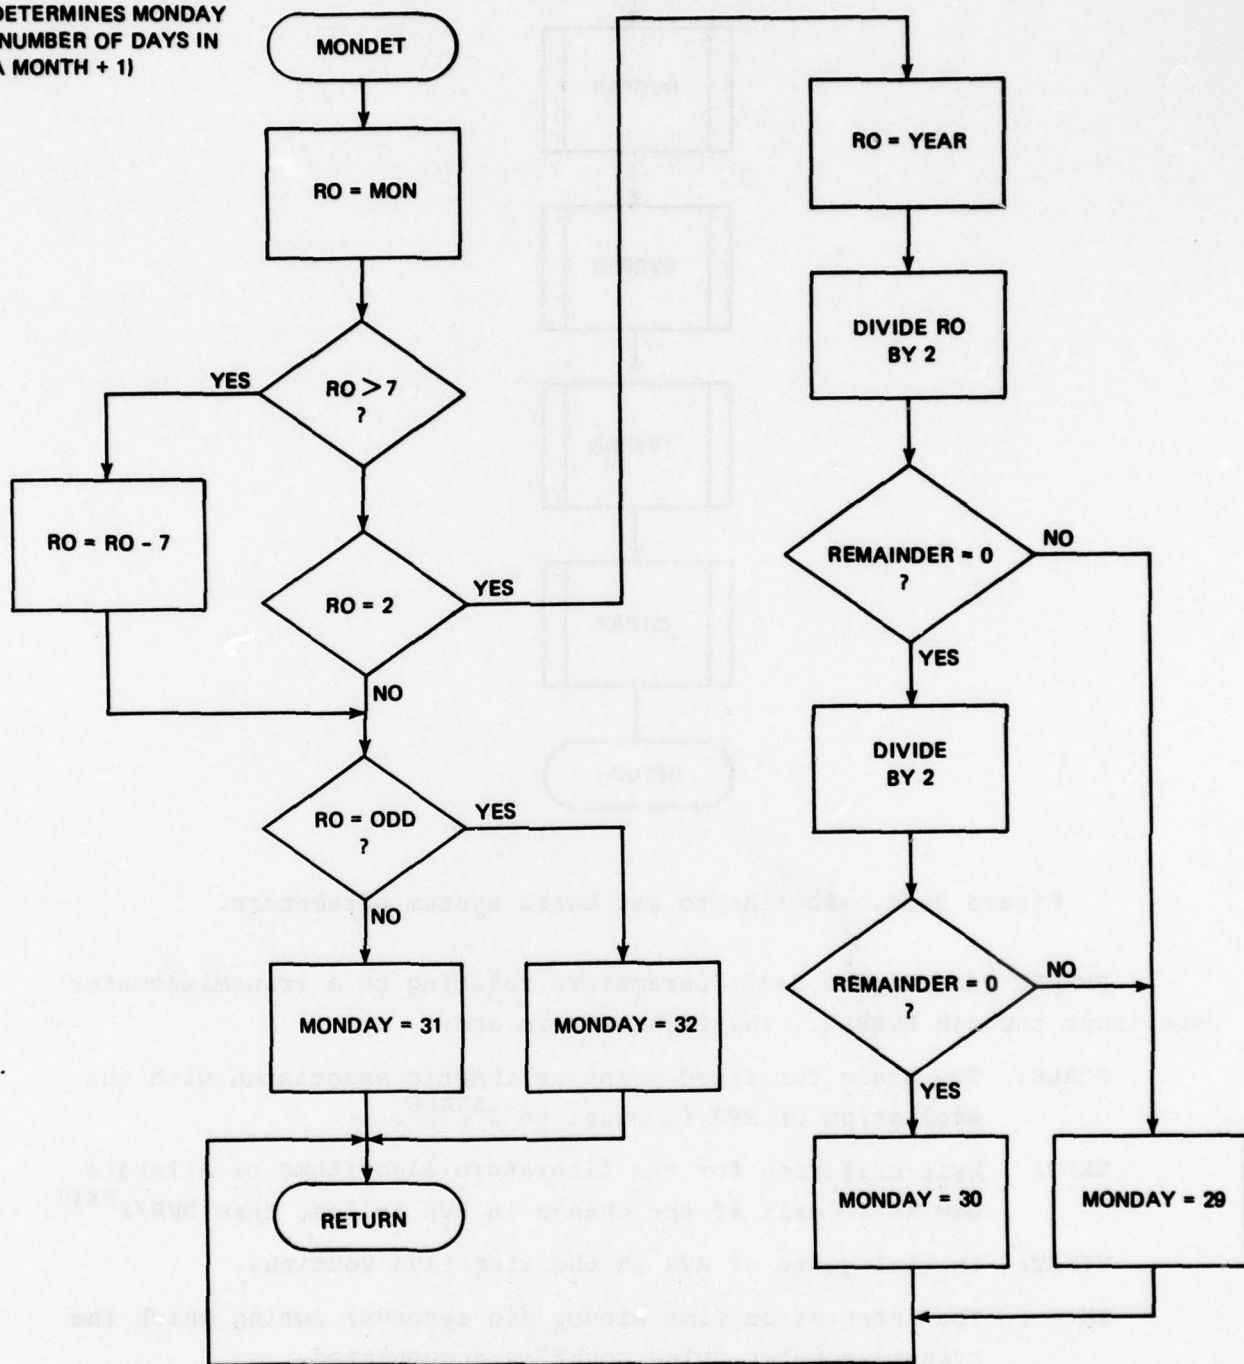 DETERMINES MONDAY
NUMBER OF DAYS IN
A MONTH + 1)
MONDET
RO = MON
RO > 7
?
YES
RO = RO - 7
RO = 2
YES
NO
RO = ODD
?
YES
NO
MONDAY = 31
MONDAY = 32
RETURN
RO = YEAR
DIVIDE RO
BY 2
REMAINDER = 0
?
NO
YES
DIVIDE
BY 2
REMAINDER = 0
?
NO
YES
MONDAY = 30
MONDAY = 29